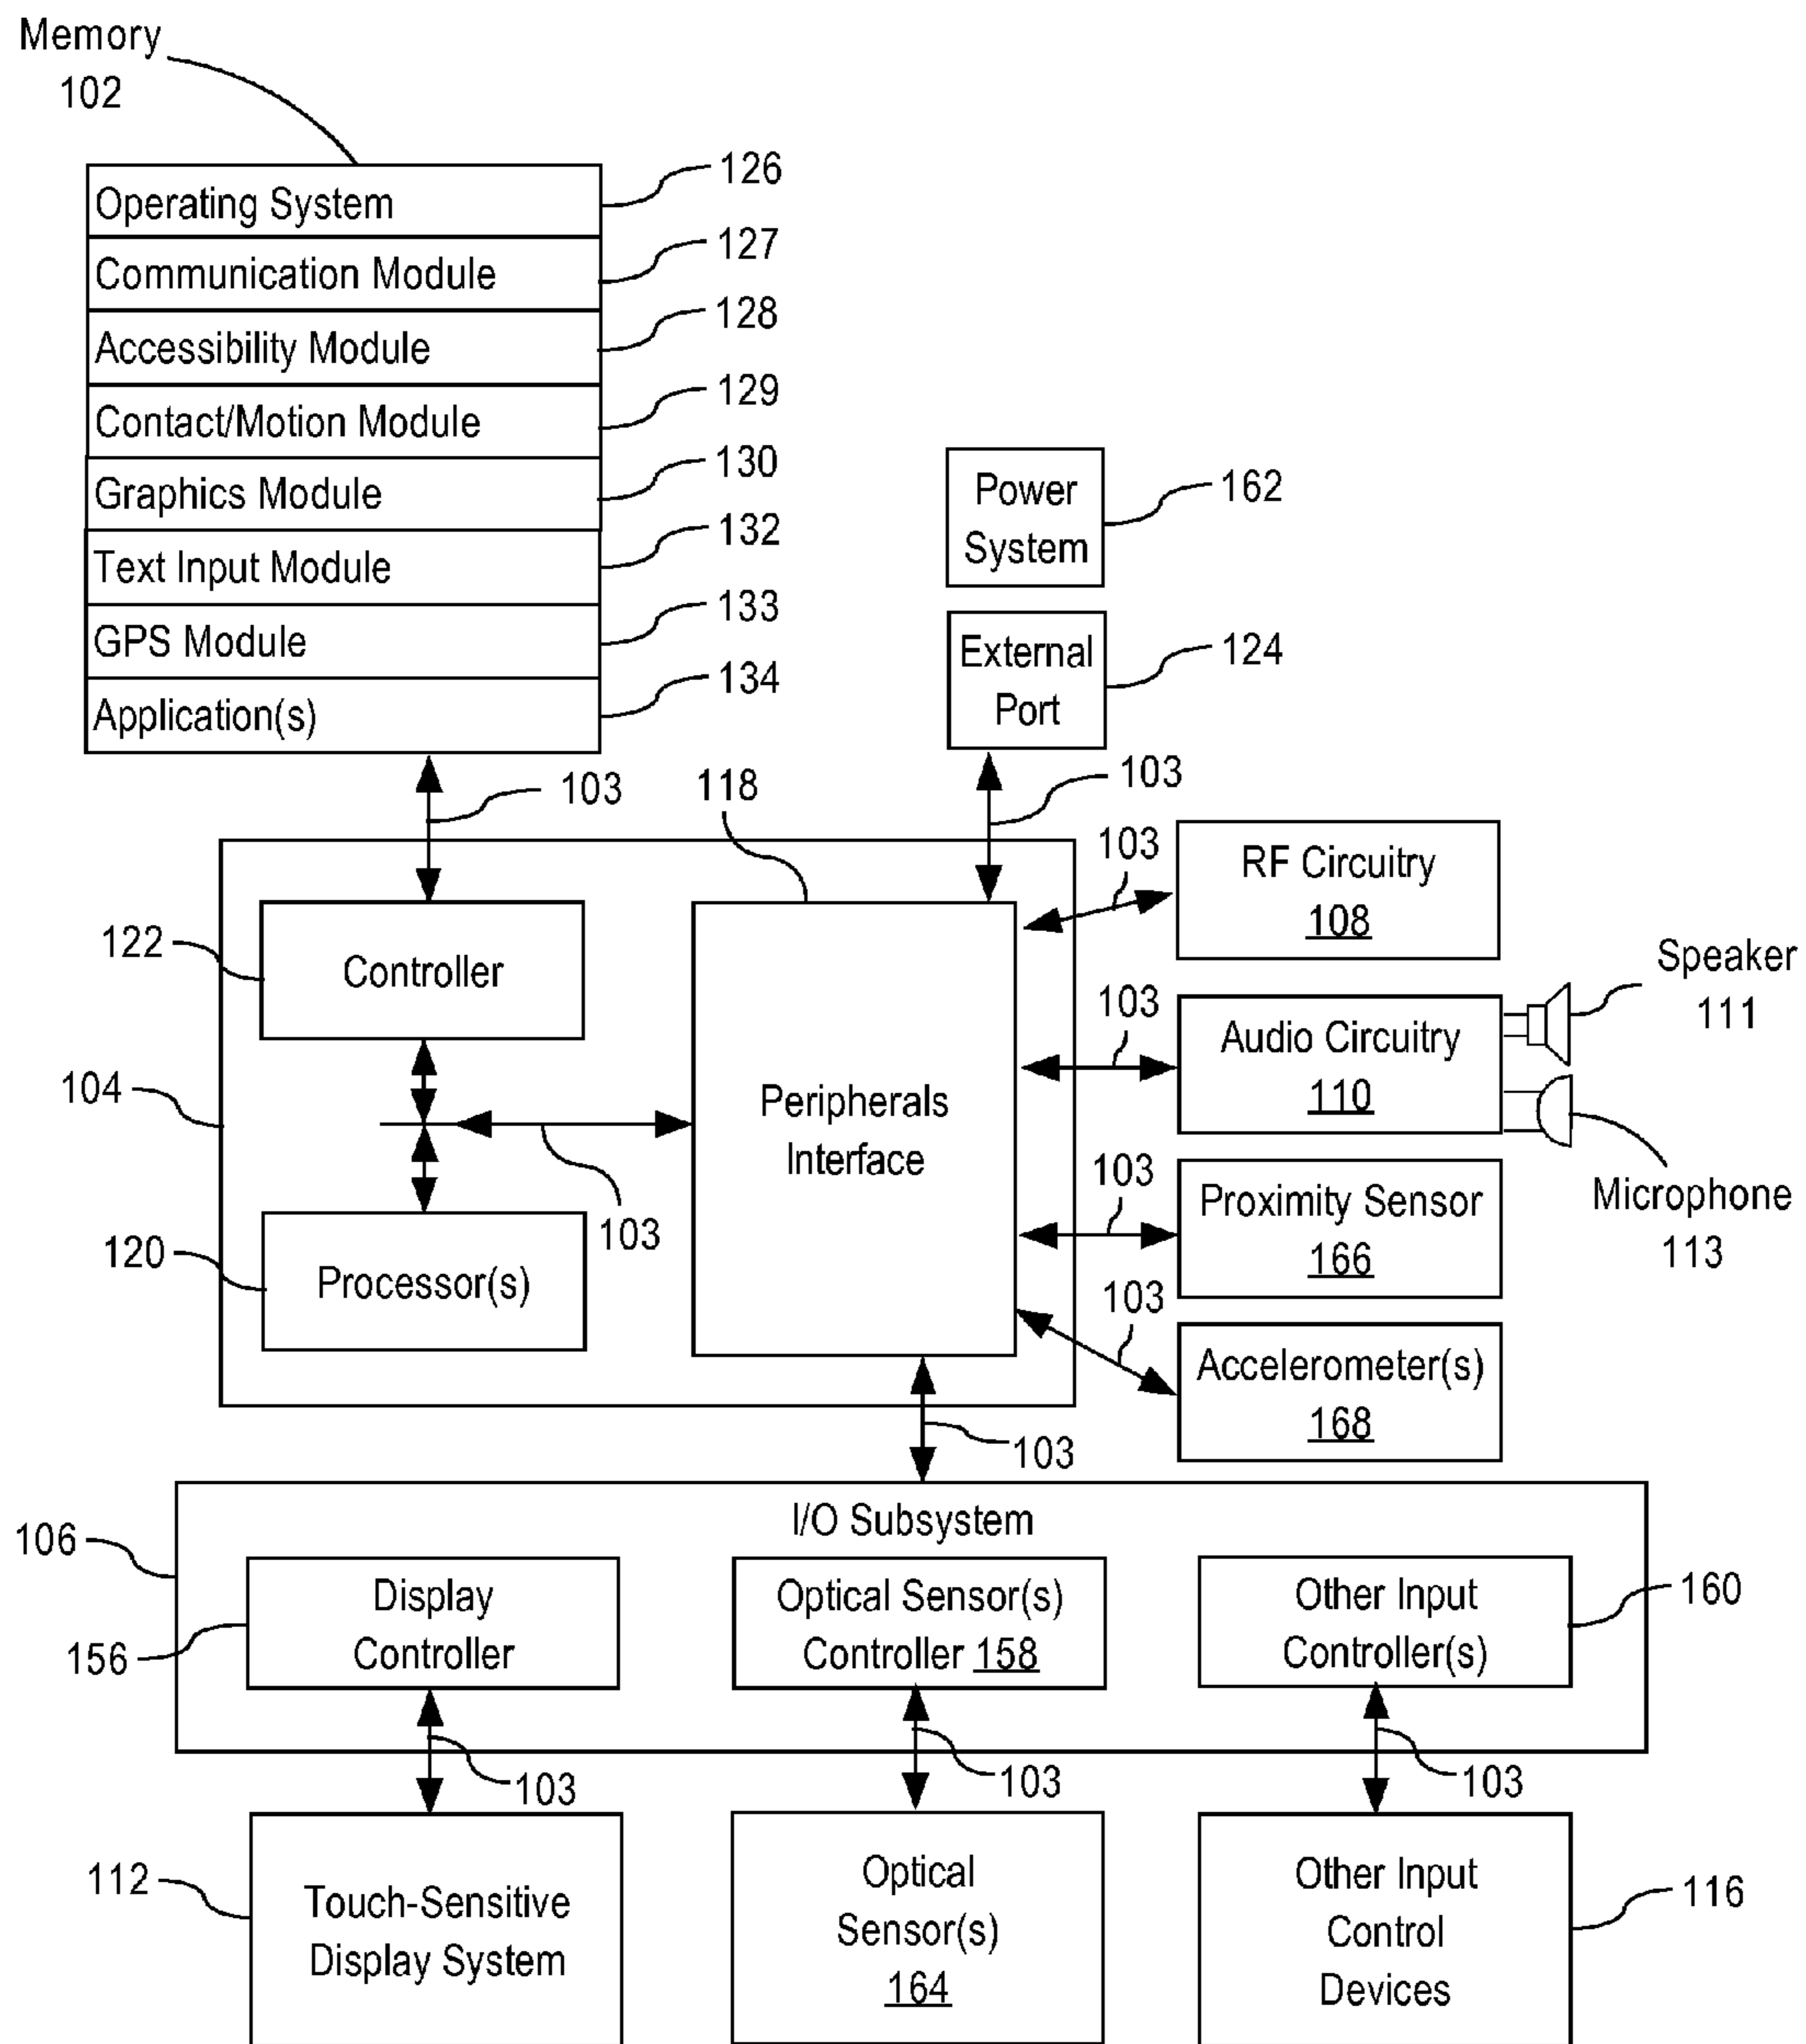 Memory
102
Operating System
126
Communication Module
127
Accessibility Module
128
Contact/Motion Module
129
Graphics Module
130
Text Input Module
132
GPS Module
133
Application(s)
134
Power
System
162
External
Port
124
103
118
103
103
RF Circuitry
108
122
Controller
Speaker
111
103
Audio Circuitry
110
104
Peripherals
Interface
103
Microphone
113
103
Proximity Sensor
166
120
Processor(s)
103
Accelerometer(s)
168
103
I/O Subsystem
106
Display
Controller
156
Optical Sensor(s)
Controller 158
Other Input
Controller(s)
160
103
103
103
112
Touch-Sensitive
Display System
Optical
Sensor(s)
164
Other Input
Control
Devices
116